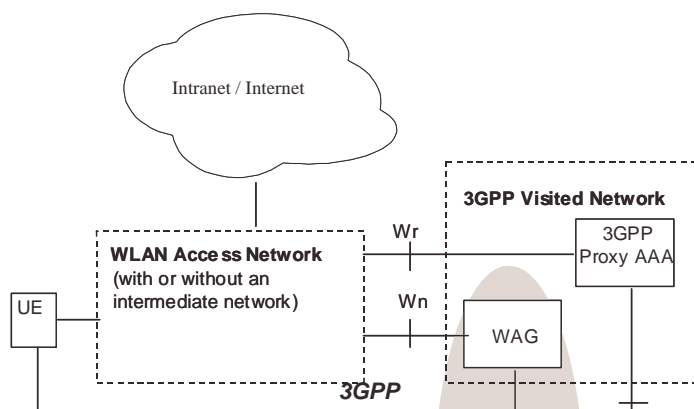 Intranet / Internet
3GPP Visited Network
WLAN Access Network
(with or without an
intermediate network)
Wr
3GPP
Proxy AAA
UE
Wn
WAG
3GPP